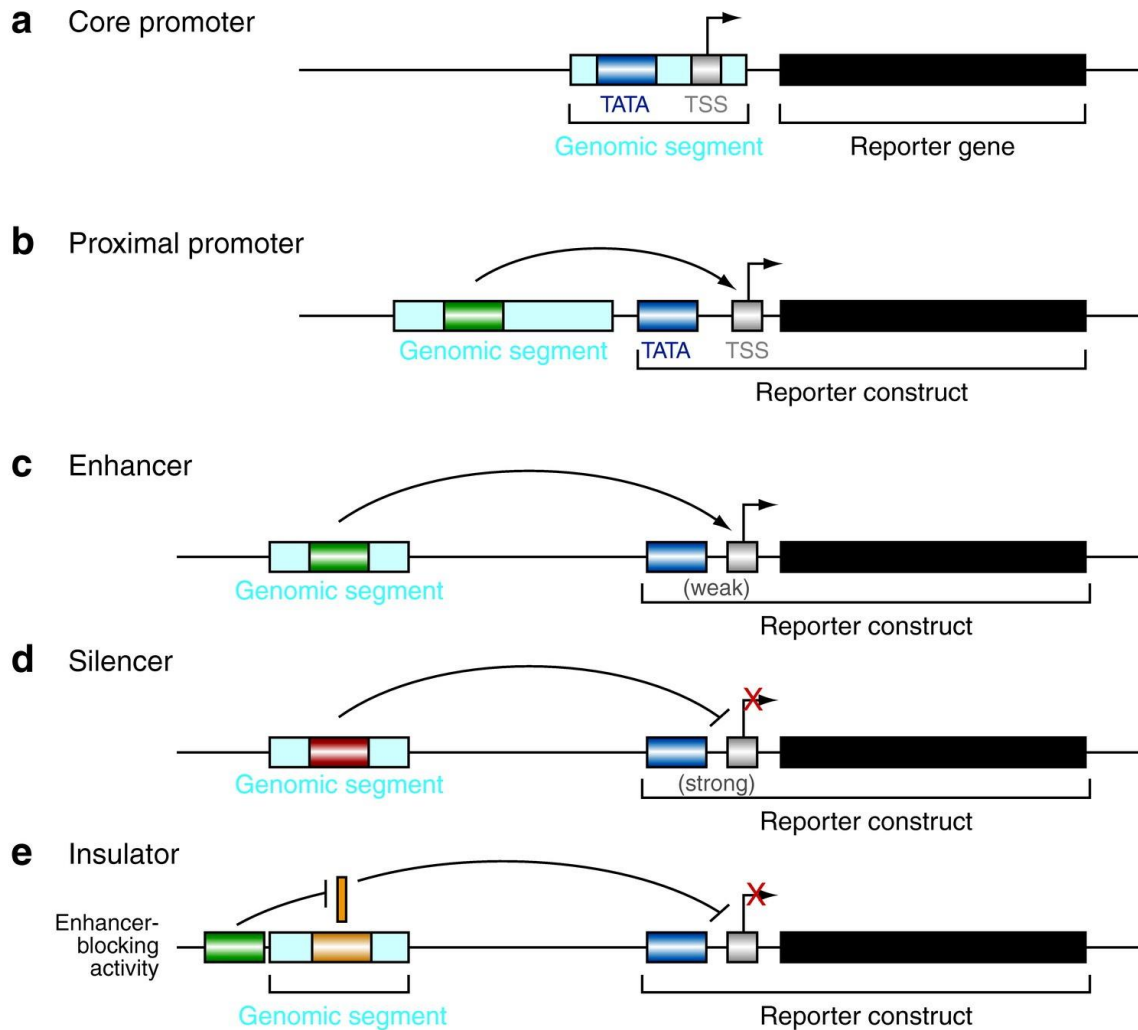 a Core promoter
TATA TSS
Genomic segment Reporter gene
b Proximal promoter
Genomic segment TATA TSS
Reporter construct
c Enhancer
Genomic segment (weak)
Reporter construct
d Silencer
X
Genomic segment (strong)
Reporter construct
e Insulator
X
Enhancer-
blocking
activity
Genomic segment Reporter construct